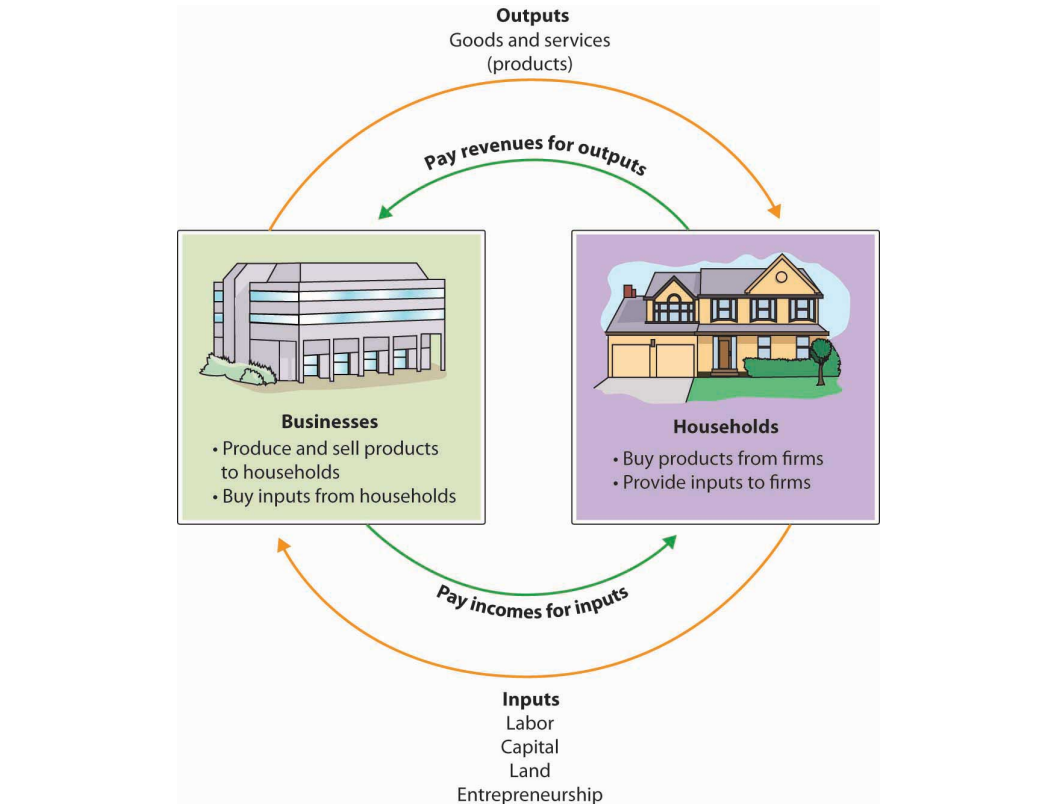 Outputs
Goods and services
(products)
Pay revenues for outputs
Businesses
• Produce and sell products
to households
• Buy inputs from households
Households
• Buy products from firms
• Provide inputs to firms
Pay incomes for inputs
Inputs
Labor
Capital
Land
Entrepreneurship